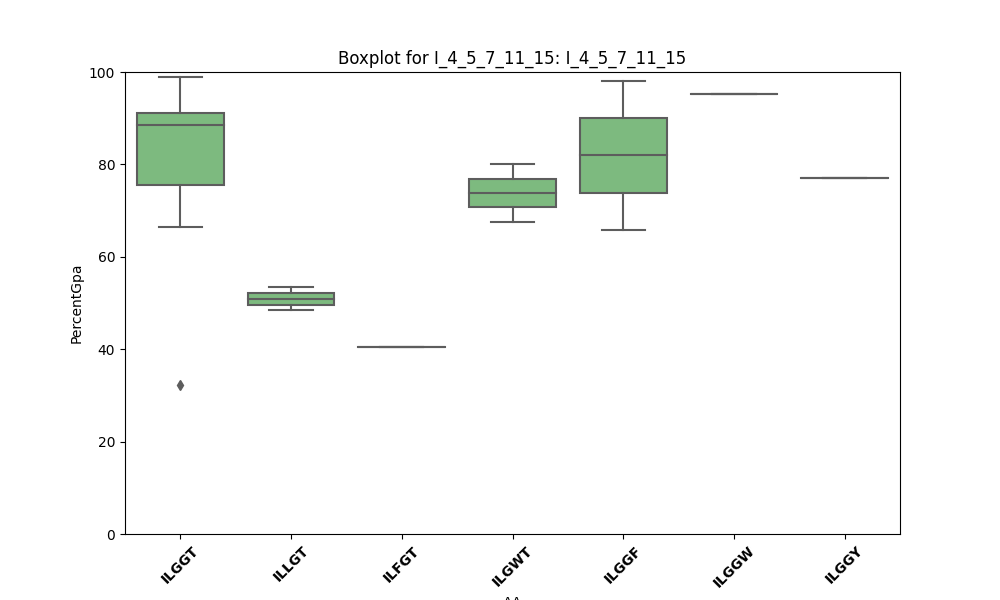 Boxplot for I_4_5_7_11_15: I_4_5_7_11_15
100
80
60
40
20
0
PercentGpa
ILGGT
ILLGT
ILFGT
ILGWT
ILGGF
ILGGW
ILGGY